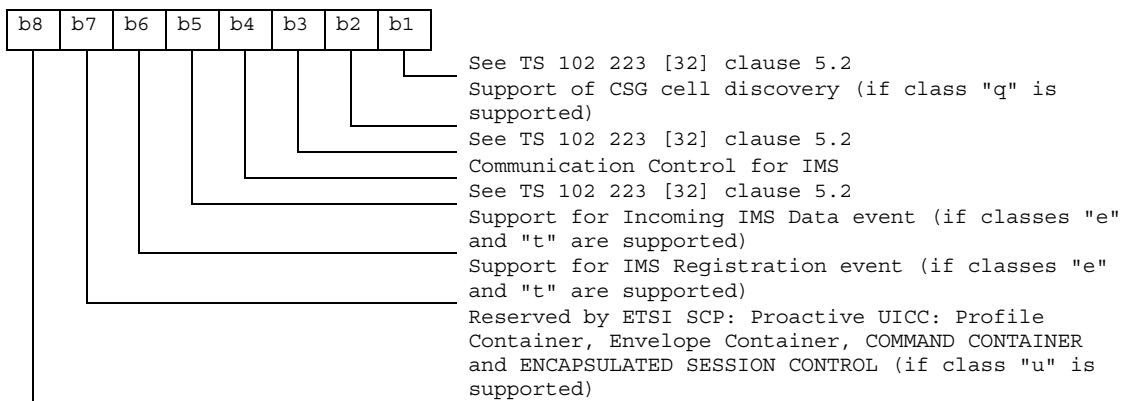 b8 b7 b6 b5 b4 b3 b2 b1
See TS 102 223 [32] clause 5.2
Support of CSG cell discovery (if class "q" is
supported)
See TS 102 223 [32] clause 5.2
Communication Control for IMS
See TS 102 223 [32] clause 5.2
Support for Incoming IMS Data event (if classes "e"
and "t" are supported)
Support for IMS Registration event (if classes "e"
and "t" are supported)
Reserved by ETSI SCP: Proactive UICC: Profile
Container, Envelope Container, COMMAND CONTAINER
and ENCAPSULATED SESSION CONTROL (if class "u" is
supported)